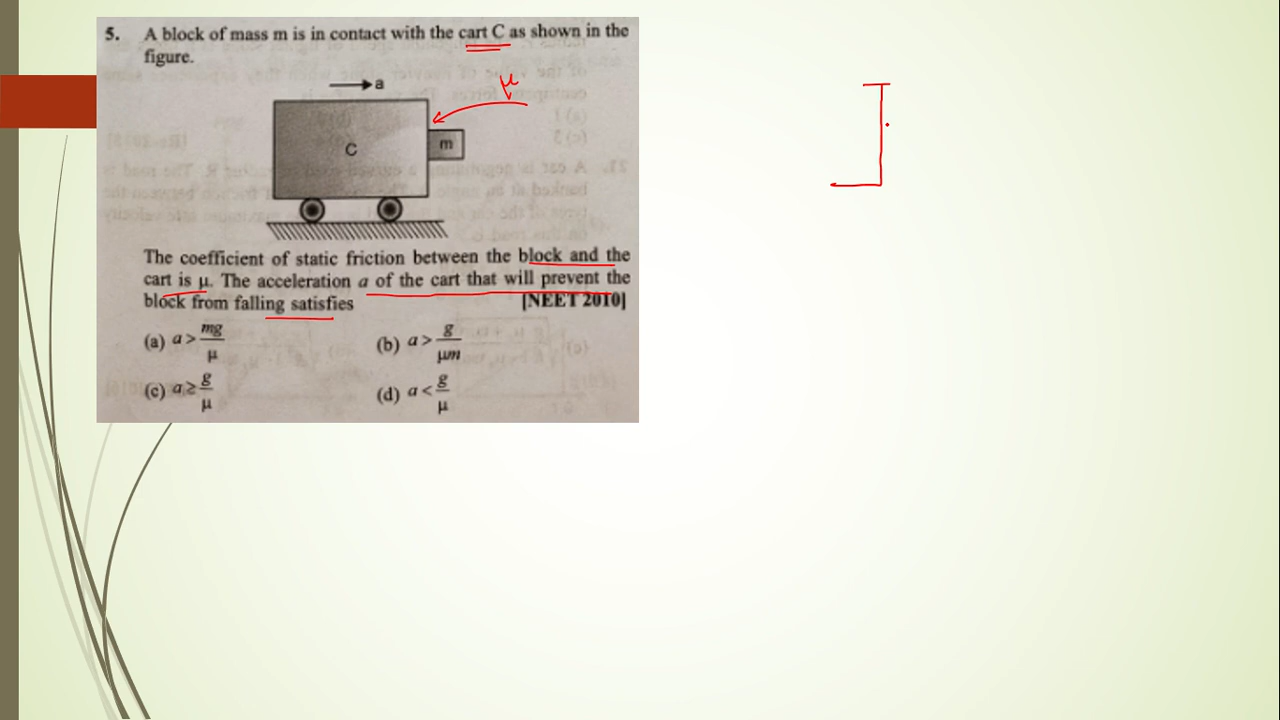 5. A block of mass m is in contact with the cart C as shown in the
figure.
a
μ
C
m
The coefficient of static friction between the block and the
cart is μ. The acceleration a of the cart that will prevent the
block from falling satisfies [NEET 2010]
(a) a > mg/μ (b) a > g/μm
(c) a ≥ g/μ (d) a < g/μ